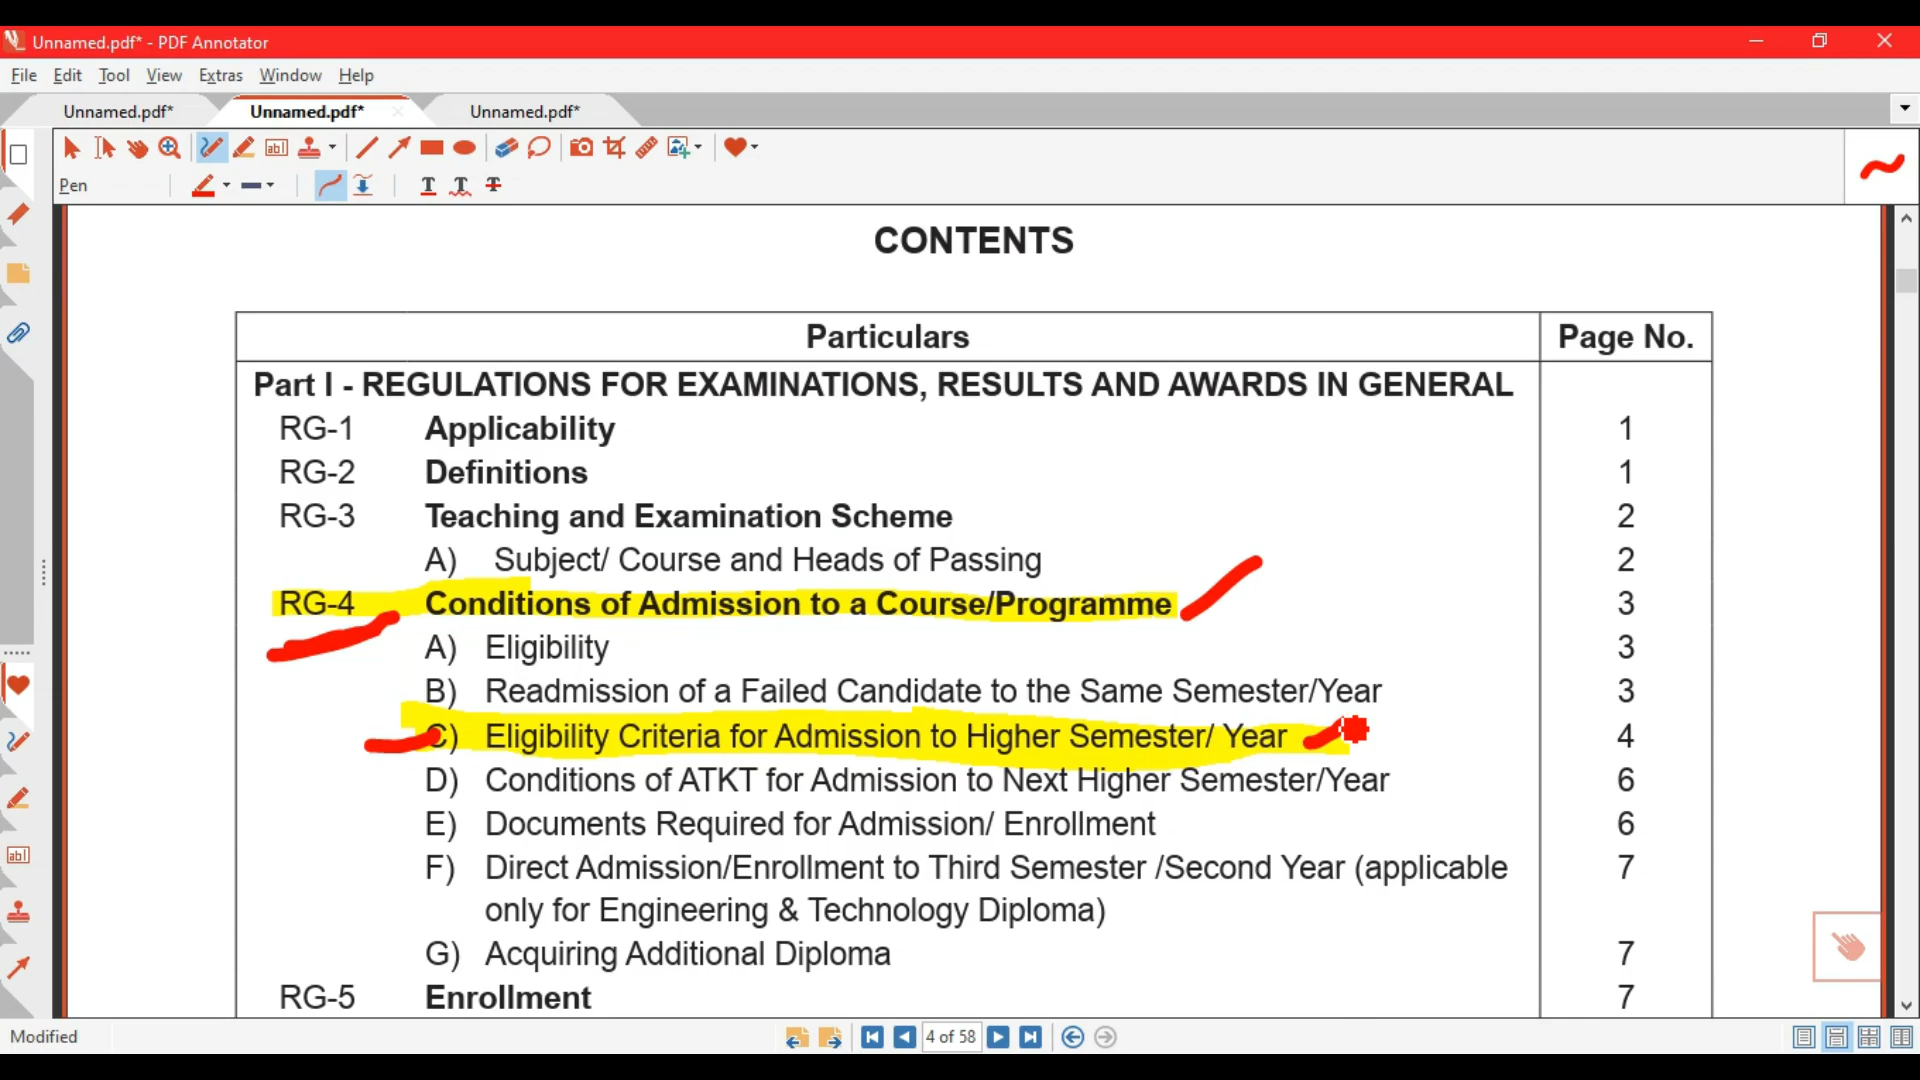 Unnamed.pdf* - PDF Annotator
File Edit Tool View Extras Window Help
Unnamed.pdf* Unnamed.pdf* Unnamed.pdf*
Pen
CONTENTS
Particulars Page No.
Part I - REGULATIONS FOR EXAMINATIONS, RESULTS AND AWARDS IN GENERAL
RG-1 Applicability 1
RG-2 Definitions 1
RG-3 Teaching and Examination Scheme 2
A) Subject/ Course and Heads of Passing 2
RG-4 Conditions of Admission to a Course/Programme 3
A) Eligibility 3
B) Readmission of a Failed Candidate to the Same Semester/Year 3
C) Eligibility Criteria for Admission to Higher Semester/ Year 4
D) Conditions of ATKT for Admission to Next Higher Semester/Year 6
E) Documents Required for Admission/ Enrollment 6
F) Direct Admission/Enrollment to Third Semester /Second Year (applicable 7
only for Engineering & Technology Diploma)
G) Acquiring Additional Diploma 7
RG-5 Enrollment 7
Modified 4 of 58